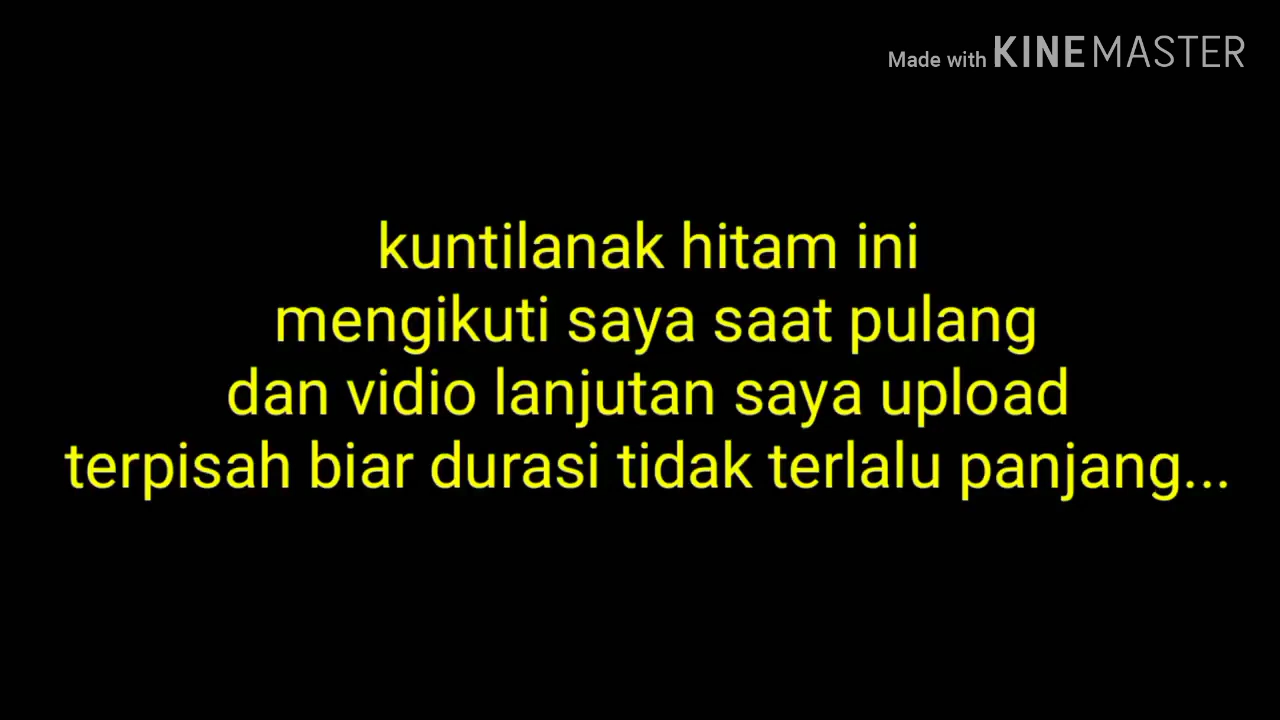 Made with KINEMASTER
kuntilanak hitam ini
mengikuti saya saat pulang
dan vidio lanjutan saya upload
terpisah biar durasi tidak terlalu panjang...